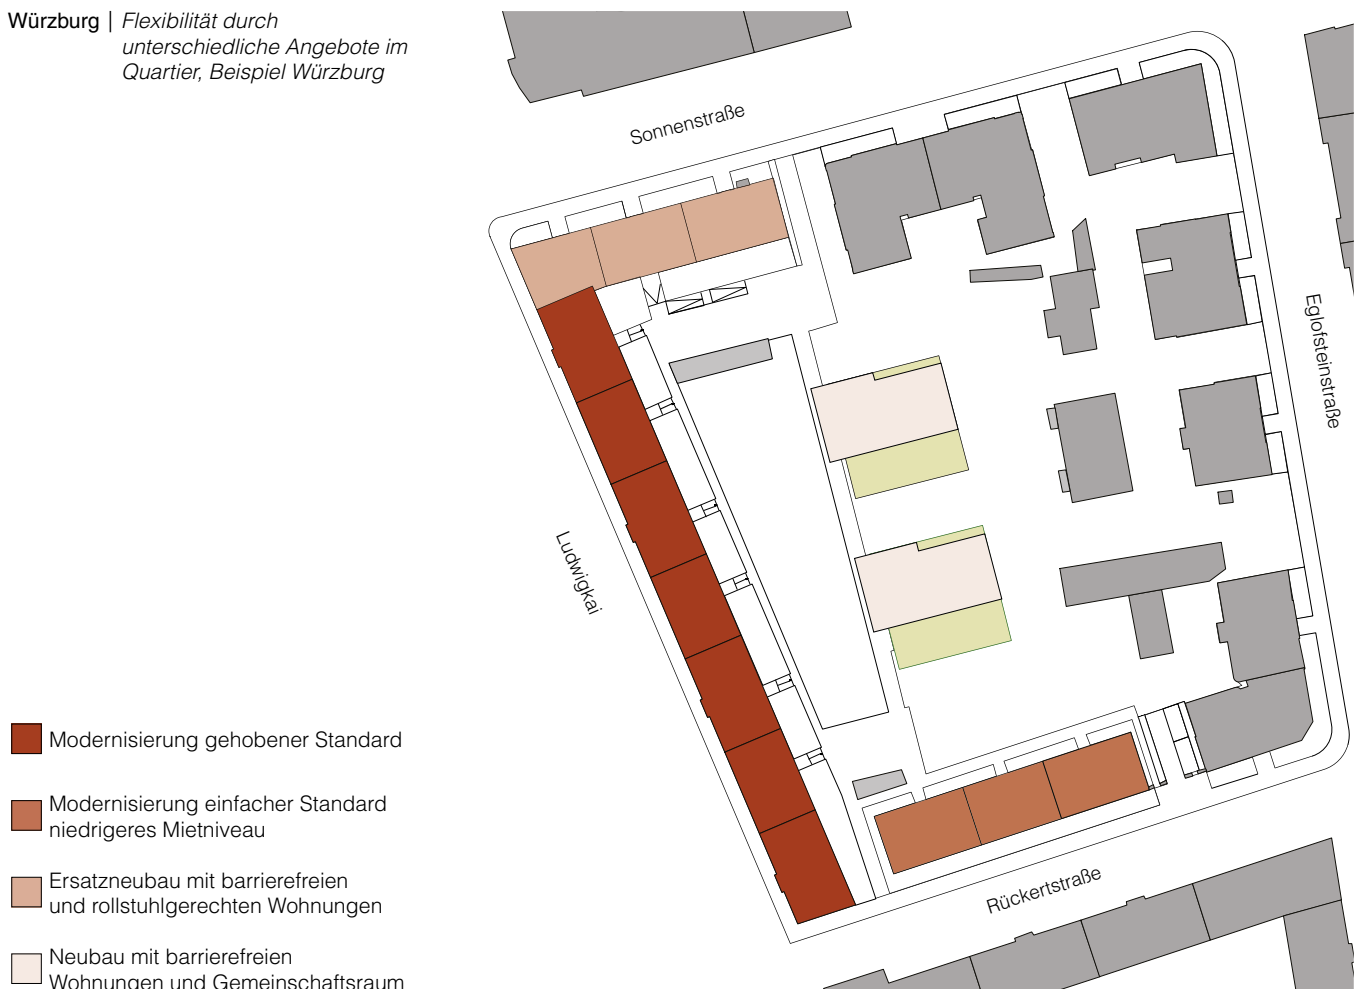 Würzburg | Flexibilität durch
unterschiedliche Angebote im
Quartier, Beispiel Würzburg
Sonnenstraße
Eglofsteinstraße
Ludwigkai
Rückertstraße
Modernisierung gehobener Standard
Modernisierung einfacher Standard
niedrigeres Mietniveau
Ersatzneubau mit barrierefreien
und rollstuhlgerechten Wohnungen
Neubau mit barrierefreien
Wohnungen und Gemeinschaftsraum